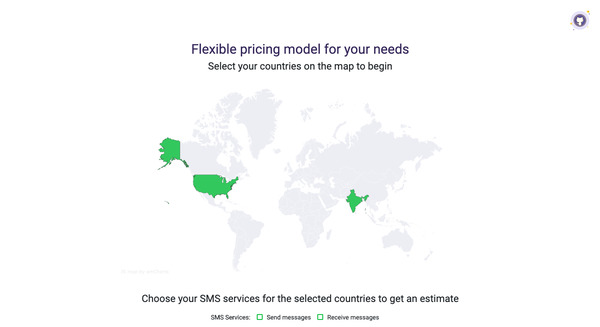 Flexible pricing model for your needs
Select your countries on the map to begin
Choose your SMS services for the selected countries to get an estimate
SMS Services: Send messages Receive messages